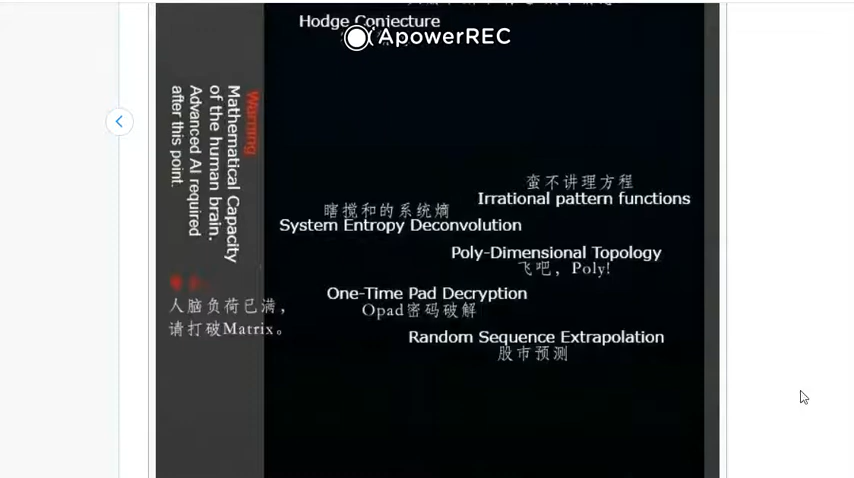 Hodge Conjecture
ApowerREC
Warming
Mathematical Capacity
of the human brain.
Advanced AI required
after this point.
人脑负荷已满，
请打破Matrix。
蛮不讲理方程
Irrational pattern functions
瞎搅和的系统熵
System Entropy Deconvolution
Poly-Dimensional Topology
飞吧，Poly!
One-Time Pad Decryption
Opad密码破解
Random Sequence Extrapolation
股市预测